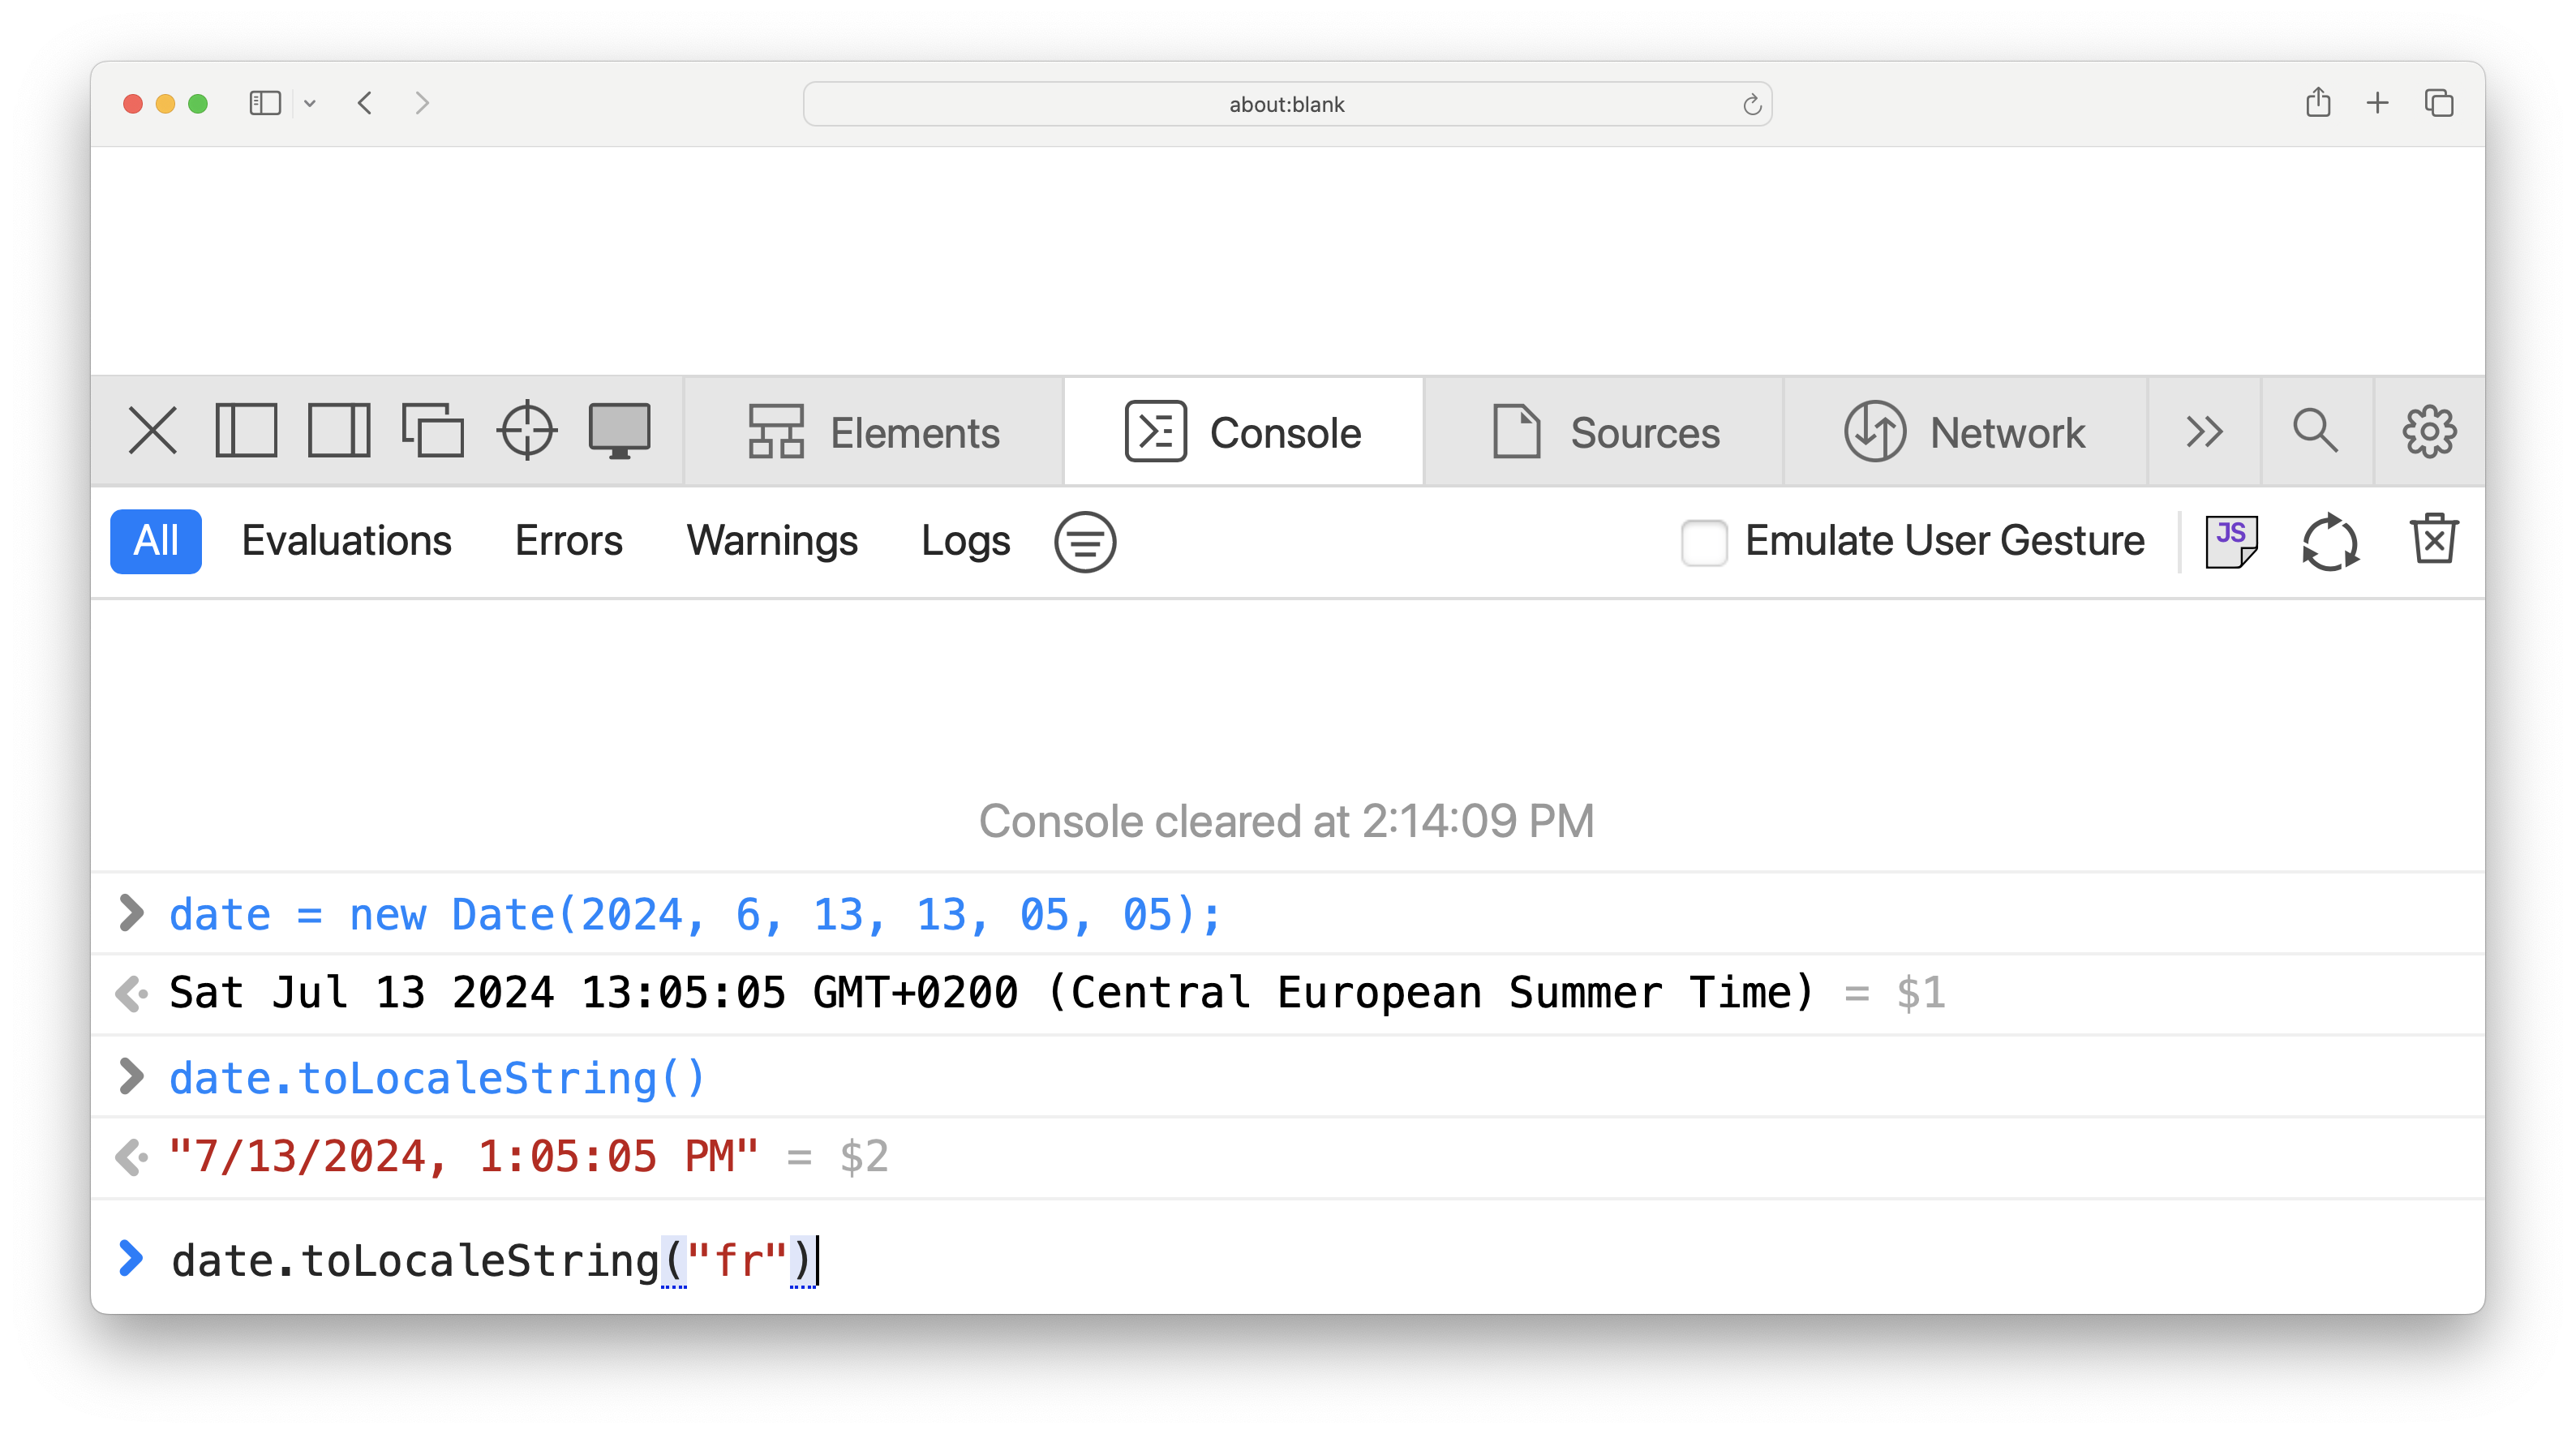 about:blank
Elements Console Sources Network
All Evaluations Errors Warnings Logs Emulate User Gesture JS
Console cleared at 2:14:09 PM
date = new Date(2024, 6, 13, 13, 05, 05);
Sat Jul 13 2024 13:05:05 GMT+0200 (Central European Summer Time) = $1
date.toLocaleString()
"7/13/2024, 1:05:05 PM" = $2
date.toLocaleString("fr")